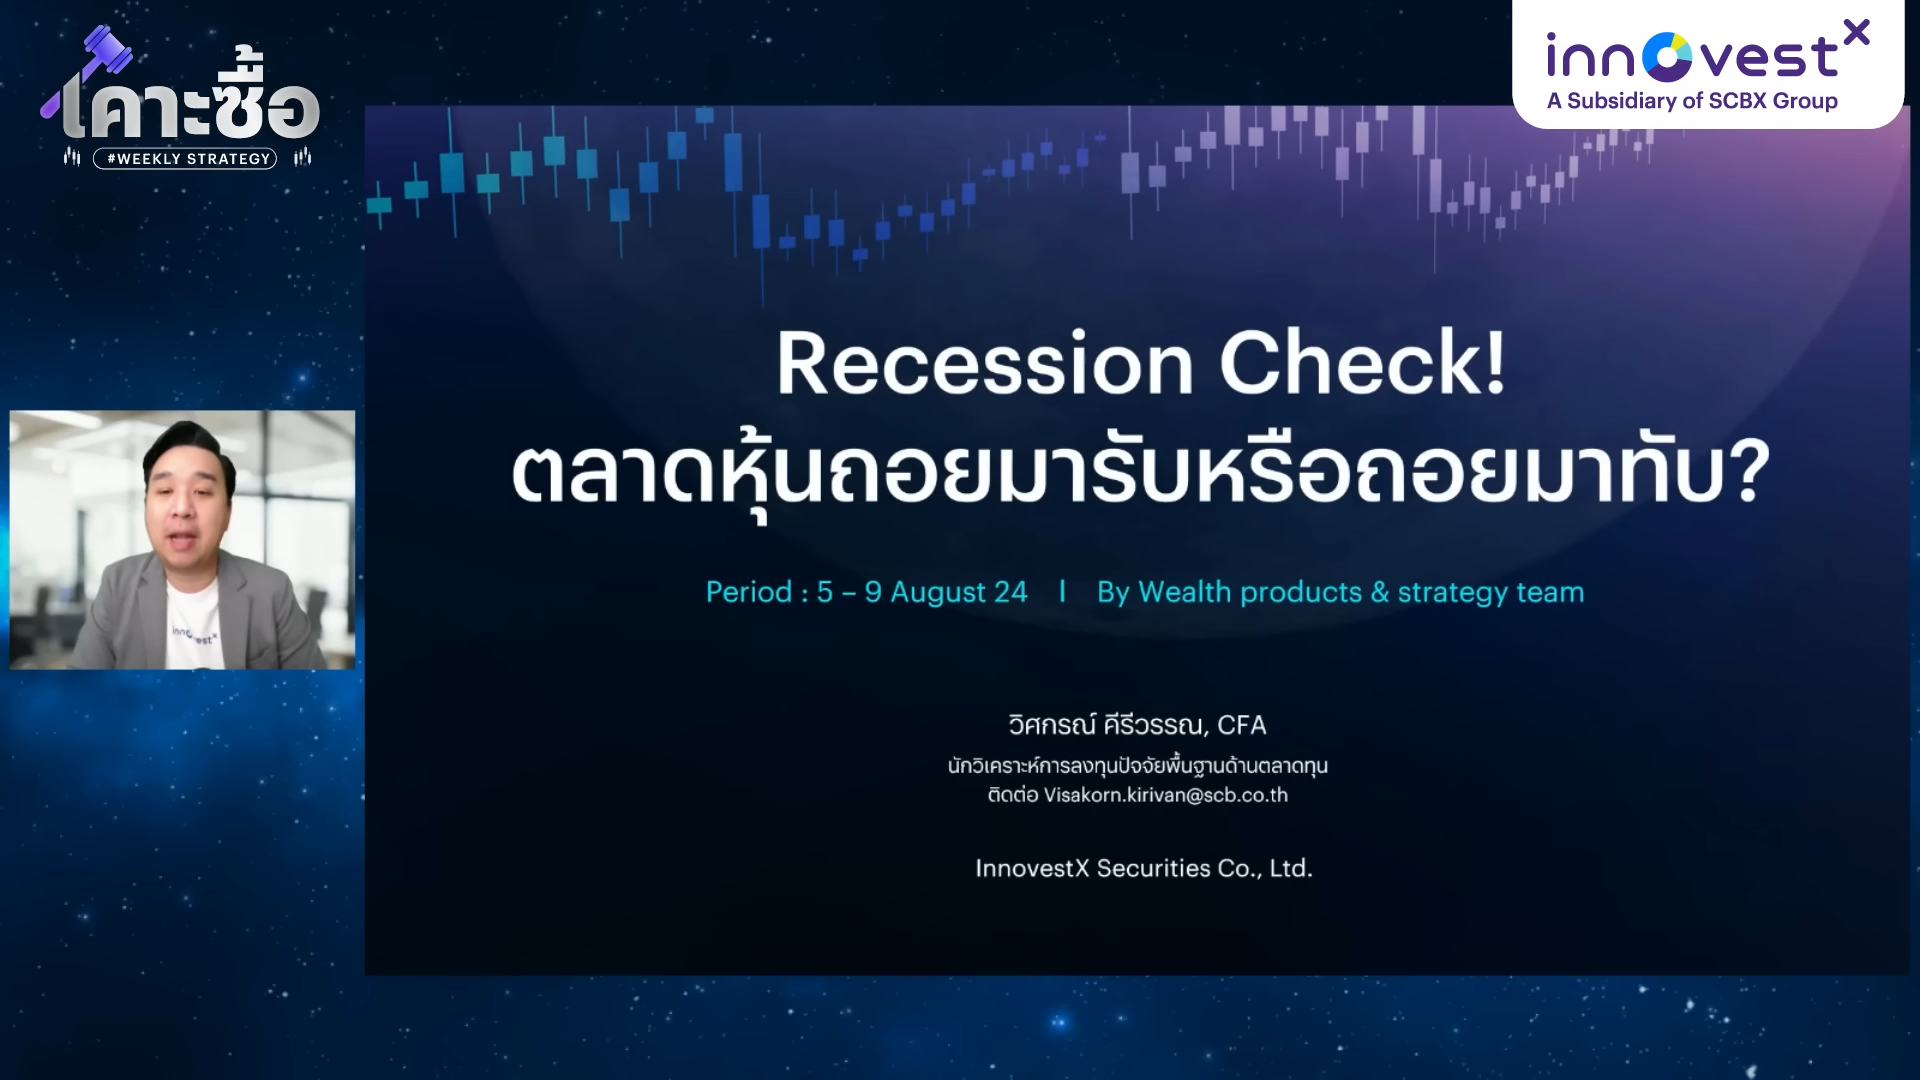 เคาะซื้อ
#WEEKLY STRATEGY
innovestx
A Subsidiary of SCBX Group
Recession Check!
ตลาดหุ้นถอยมารับหรือถอยมาทับ?
Period : 5 – 9 August 24 | By Wealth products & strategy team
innovestx
วิศกรณ์ คีรีวรรณ, CFA
นักวิเคราะห์การลงทุนปัจจัยพื้นฐานด้านตลาดทุน
ติดต่อ Visakorn.kirivan@scb.co.th
InnovestX Securities Co., Ltd.